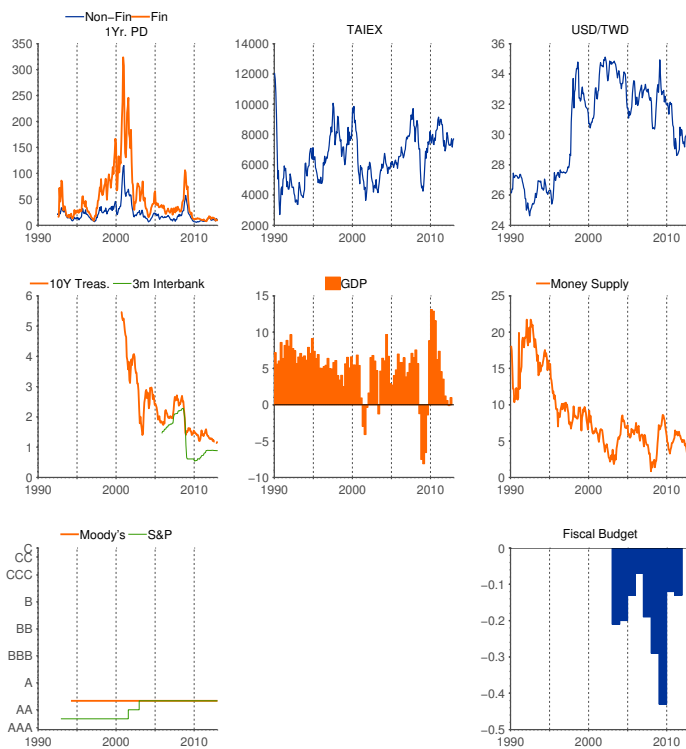 Non−Fin Fin
1Yr. PD
350
300
250
200
150
100
50
0
1990 2000 2010
TAIEX
14000
12000
10000
8000
6000
4000
2000
1990 2000 2010
USD/TWD
36
34
32
30
28
26
24
1990 2000 2010
10Y Treas. 3m Interbank
6
5
4
3
2
1
0
1990 2000 2010
GDP
15
10
5
0
−5
−10
1990 2000 2010
Money Supply
25
20
15
10
5
0
1990 2000 2010
Moody's S&P
C
CC
CCC
B
BB
BBB
A
AA
AAA
1990 2000 2010
Fiscal Budget
0
−0.1
−0.2
−0.3
−0.4
−0.5
1990 2000 2010